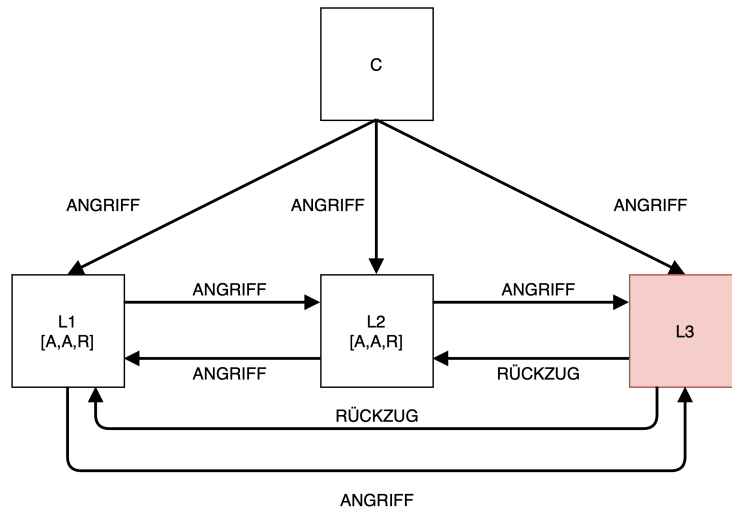 C
ANGRIFF
ANGRIFF
ANGRIFF
ANGRIFF
ANGRIFF
L1
[A,A,R]
L2
[A,A,R]
L3
ANGRIFF
RÜCKZUG
RÜCKZUG
ANGRIFF